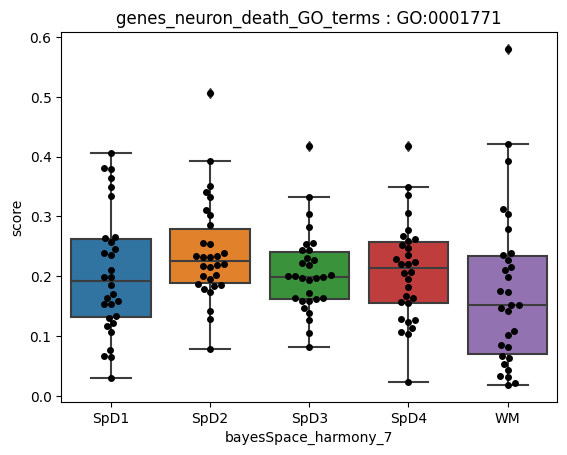 genes_neuron_death_GO_terms : GO:0001771
0.6
0.5
0.4
0.3
0.2
0.1
0.0
score
SpD1 SpD2 SpD3 SpD4 WM
bayesSpace_harmony_7